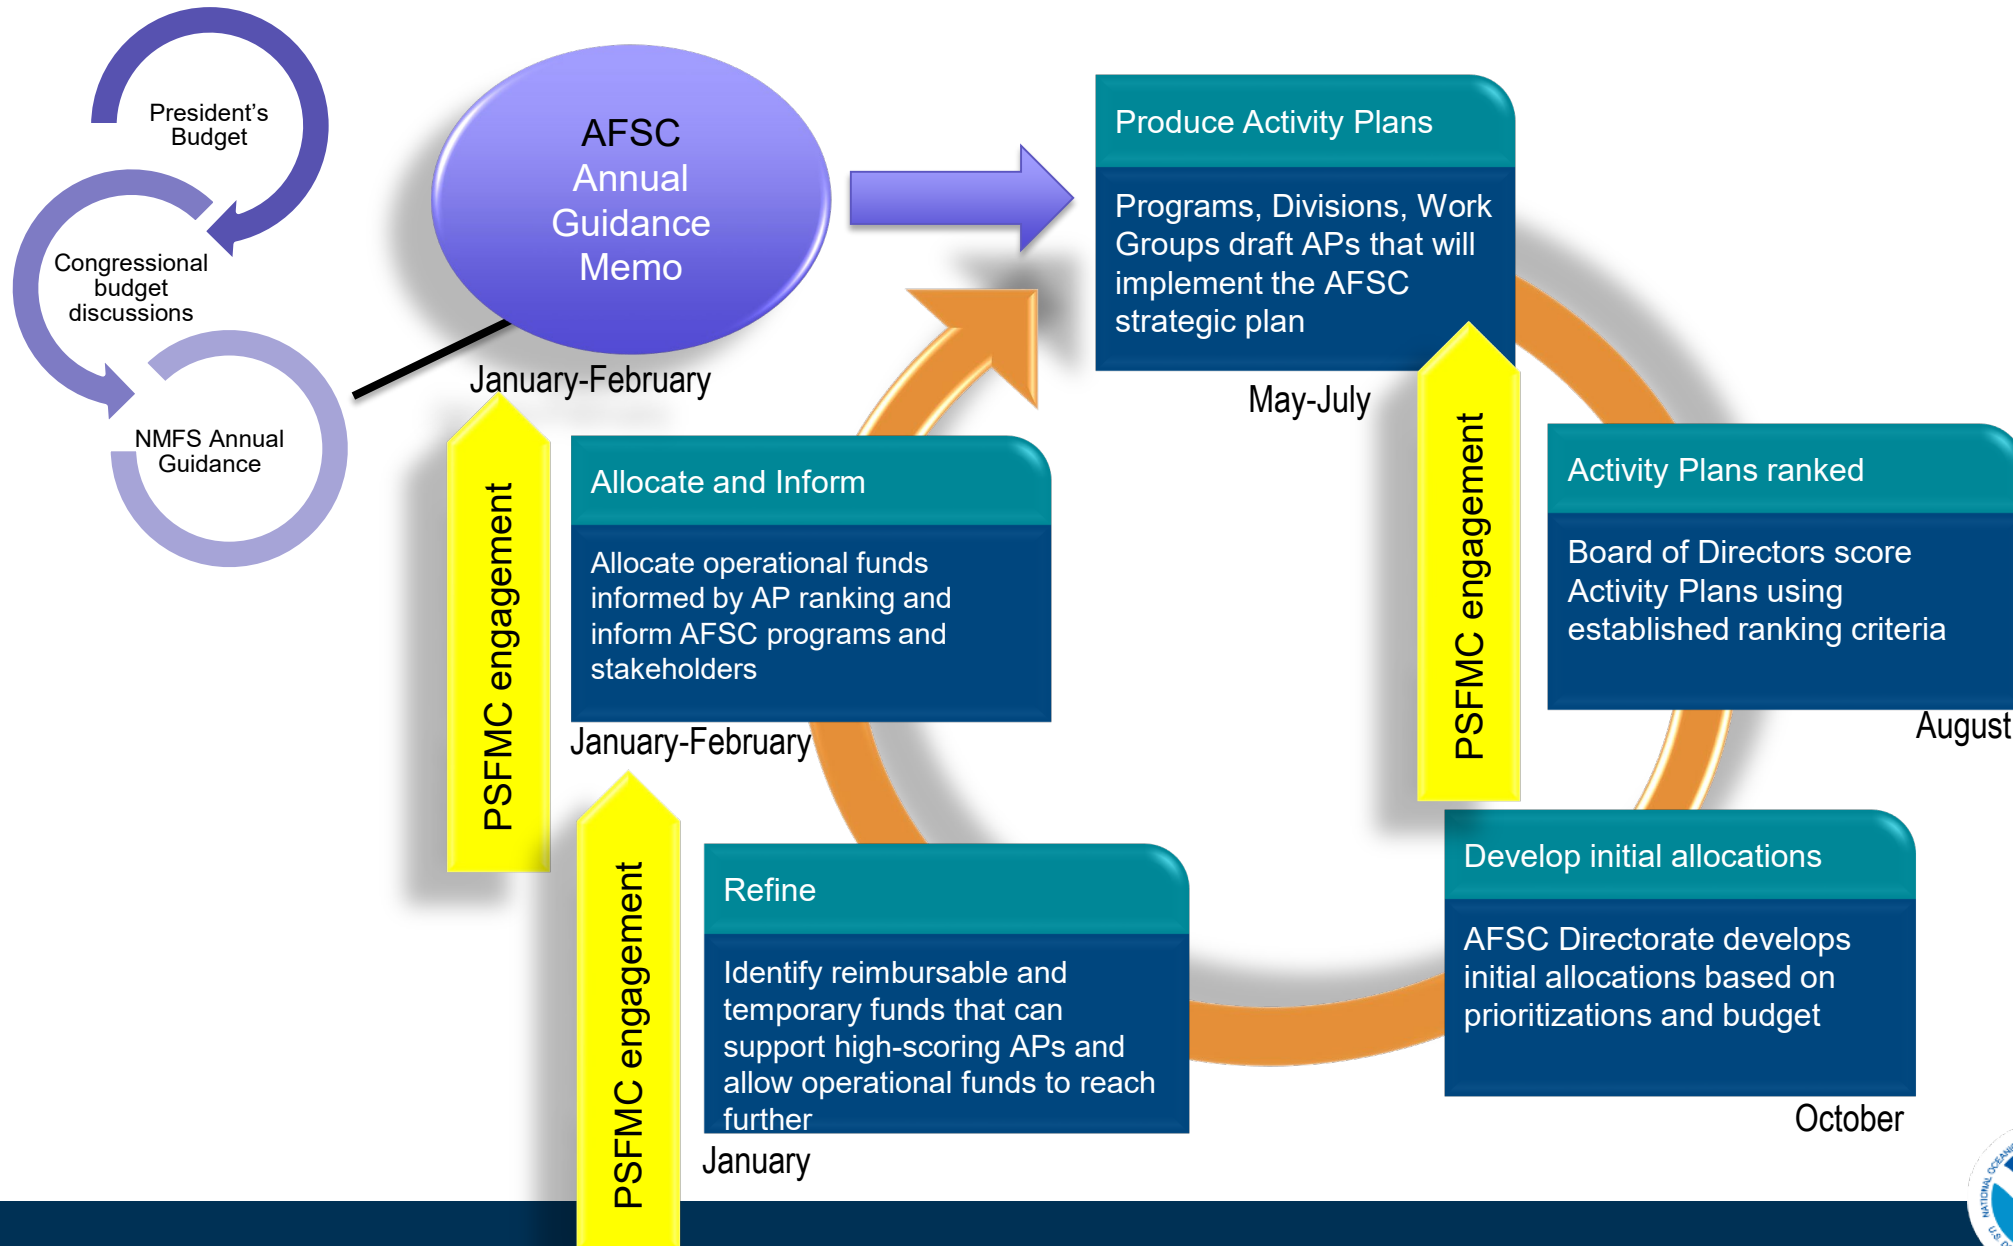 President's
Budget
Congressional
budget
discussions
NMFS Annual
Guidance
AFSC
Annual
Guidance
Memo
January-February
Produce Activity Plans
Programs, Divisions, Work
Groups draft APs that will
implement the AFSC
strategic plan
May-July
PSFMC engagement
Activity Plans ranked
Board of Directors score
Activity Plans using
established ranking criteria
August
Develop initial allocations
AFSC Directorate develops
initial allocations based on
prioritizations and budget
October
Refine
Identify reimbursable and
temporary funds that can
support high-scoring APs and
allow operational funds to reach
further
January
PSFMC engagement
Allocate and Inform
Allocate operational funds
informed by AP ranking and
inform AFSC programs and
stakeholders
January-February
PSFMC engagement
NATIONAL